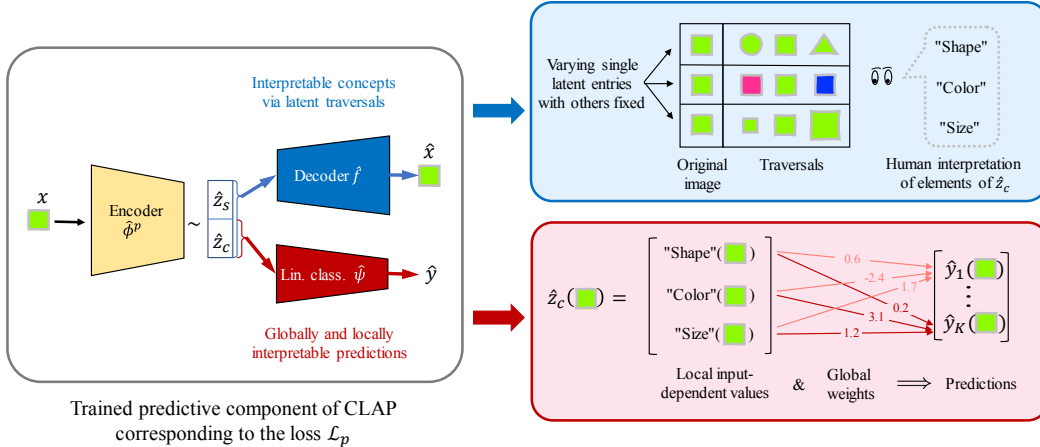 Interpretable concepts
via latent traversals
x
Encoder
φ̂ᵖ
~
ẑₛ
ẑ_c
Decoder f̂
x̂
Lin. class. ψ̂
ŷ
Globally and locally
interpretable predictions
Trained predictive component of CLAP
corresponding to the loss ℒₚ
Varying single
latent entries
with others fixed
Original
image
Traversals
"Shape"
"Color"
"Size"
Human interpretation
of elements of ẑ_c
ẑ_c( ) =
"Shape"( )
"Color"( )
"Size"( )
0.6
-2.4
1.7
0.2
3.1
1.2
ŷ₁( )
⋮
ŷ_K( )
Local input-
dependent values
&
Global
weights
⟹
Predictions